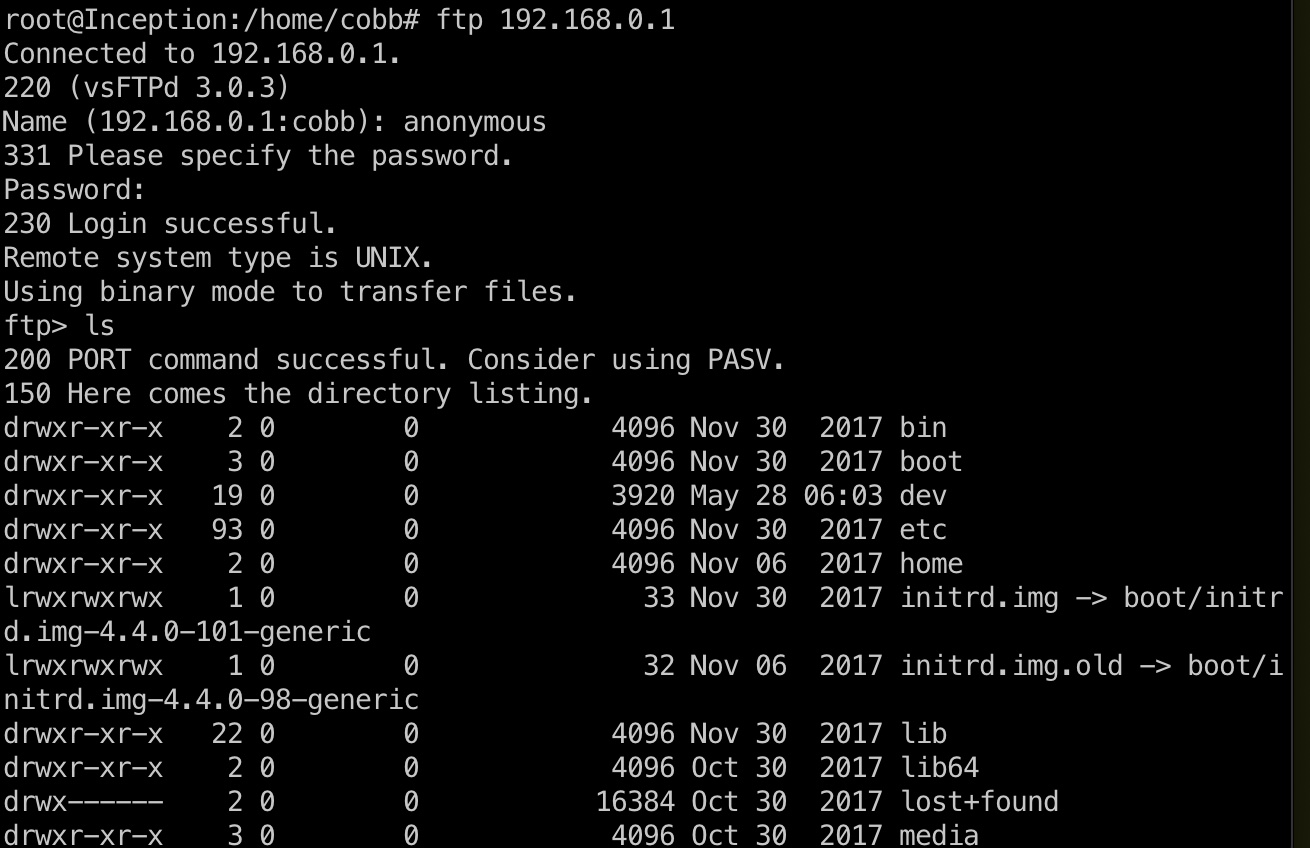 root@Inception:/home/cobb# ftp 192.168.0.1
Connected to 192.168.0.1.
220 (vsFTPd 3.0.3)
Name (192.168.0.1:cobb): anonymous
331 Please specify the password.
Password:
230 Login successful.
Remote system type is UNIX.
Using binary mode to transfer files.
ftp> ls
200 PORT command successful. Consider using PASV.
150 Here comes the directory listing.
drwxr-xr-x    2 0        0            4096 Nov 30  2017 bin
drwxr-xr-x    3 0        0            4096 Nov 30  2017 boot
drwxr-xr-x   19 0        0            3920 May 28 06:03 dev
drwxr-xr-x   93 0        0            4096 Nov 30  2017 etc
drwxr-xr-x    2 0        0            4096 Nov 06  2017 home
lrwxrwxrwx    1 0        0              33 Nov 30  2017 initrd.img -> boot/initr
d.img-4.4.0-101-generic
lrwxrwxrwx    1 0        0              32 Nov 06  2017 initrd.img.old -> boot/i
nitrd.img-4.4.0-98-generic
drwxr-xr-x   22 0        0            4096 Nov 30  2017 lib
drwxr-xr-x    2 0        0            4096 Oct 30  2017 lib64
drwx------    2 0        0           16384 Oct 30  2017 lost+found
drwxr-xr-x    3 0        0            4096 Oct 30  2017 media